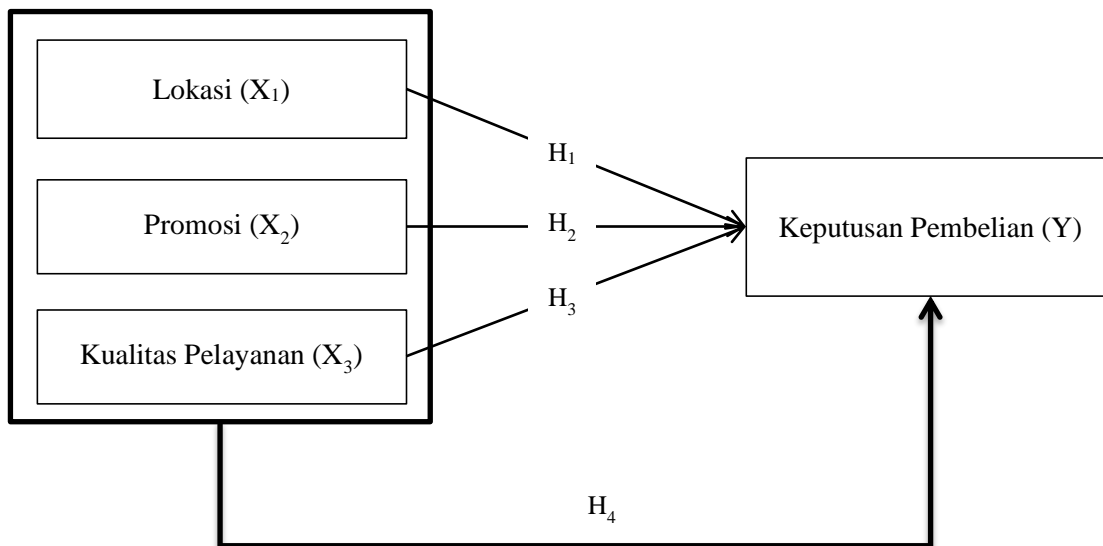 Lokasi (X₁)
H₁
Promosi (X₂)
H₂
Keputusan Pembelian (Y)
H₃
Kualitas Pelayanan (X₃)
H₄